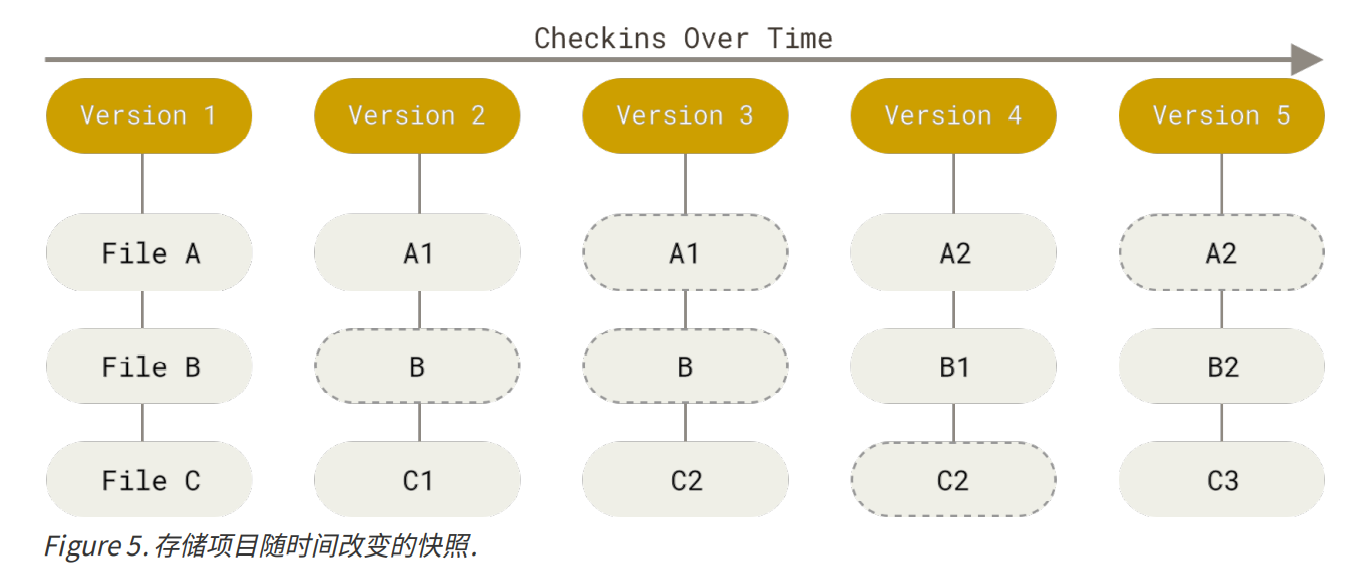 Checkins Over Time
Version 1 Version 2 Version 3 Version 4 Version 5
File A A1 A1 A2 A2
File B B B B1 B2
File C C1 C2 C2 C3
Figure 5. 存储项目随时间改变的快照.